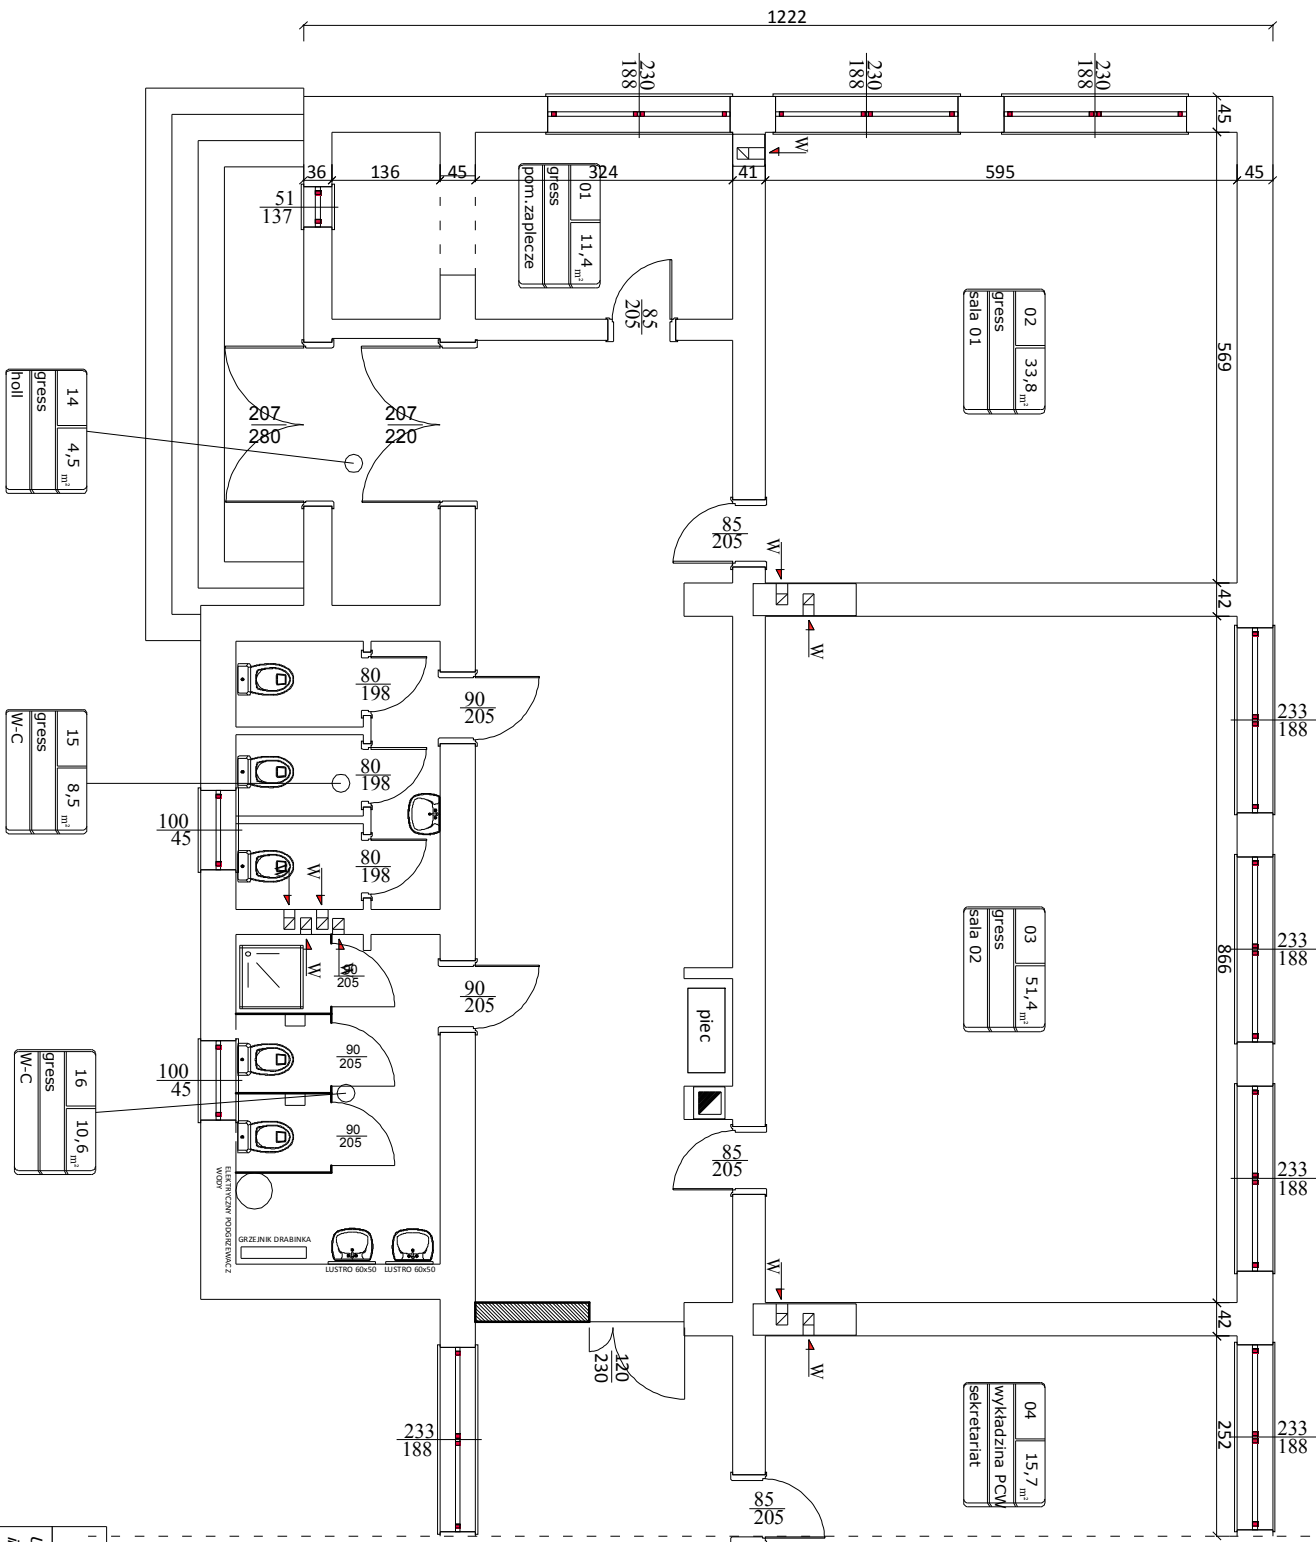 1222
230
188
230
188
230
188
45
36
136
45
324
41
595
45
51
137
W
01
11,4 m²
gress
pom.zaplecze
85
205
02
33,8 m²
gress
sala 01
569
14
4,5 m²
gress
holl
207
280
207
220
85
205
W
42
W
80
198
90
205
233
188
15
8,5 m²
gress
W-C
80
198
100
45
80
198
W
W
W
W
90
205
90
205
03
51,4 m²
gress
sala 02
866
233
188
piec
16
10,6 m²
gress
W-C
100
45
90
205
90
205
85
205
233
188
ELEKTRYCZNY PODGRZEWACZ
WODY
GRZEJNIK DRABINKA
LUSTRO 60x50
LUSTRO 60x50
W
42
W
120
230
04
15,7 m²
wykładzina PCW
sekretariat
252
233
188
233
188
85
205